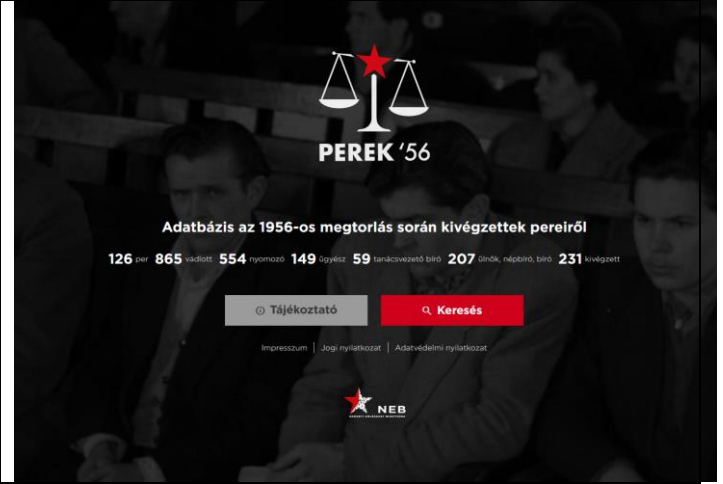 PEREK '56
Adatbázis az 1956-os megtorlás során kivégzettek pereiről
126 per 865 vádlott 554 nyomozó 149 ügyész 59 tanácsvezető bíró 207 ülnök, népbíró, bíró 231 kivégzett
Tájékoztató Keresés
Impresszum | Jogi nyilatkozat | Adatvédelmi nyilatkozat
NEB